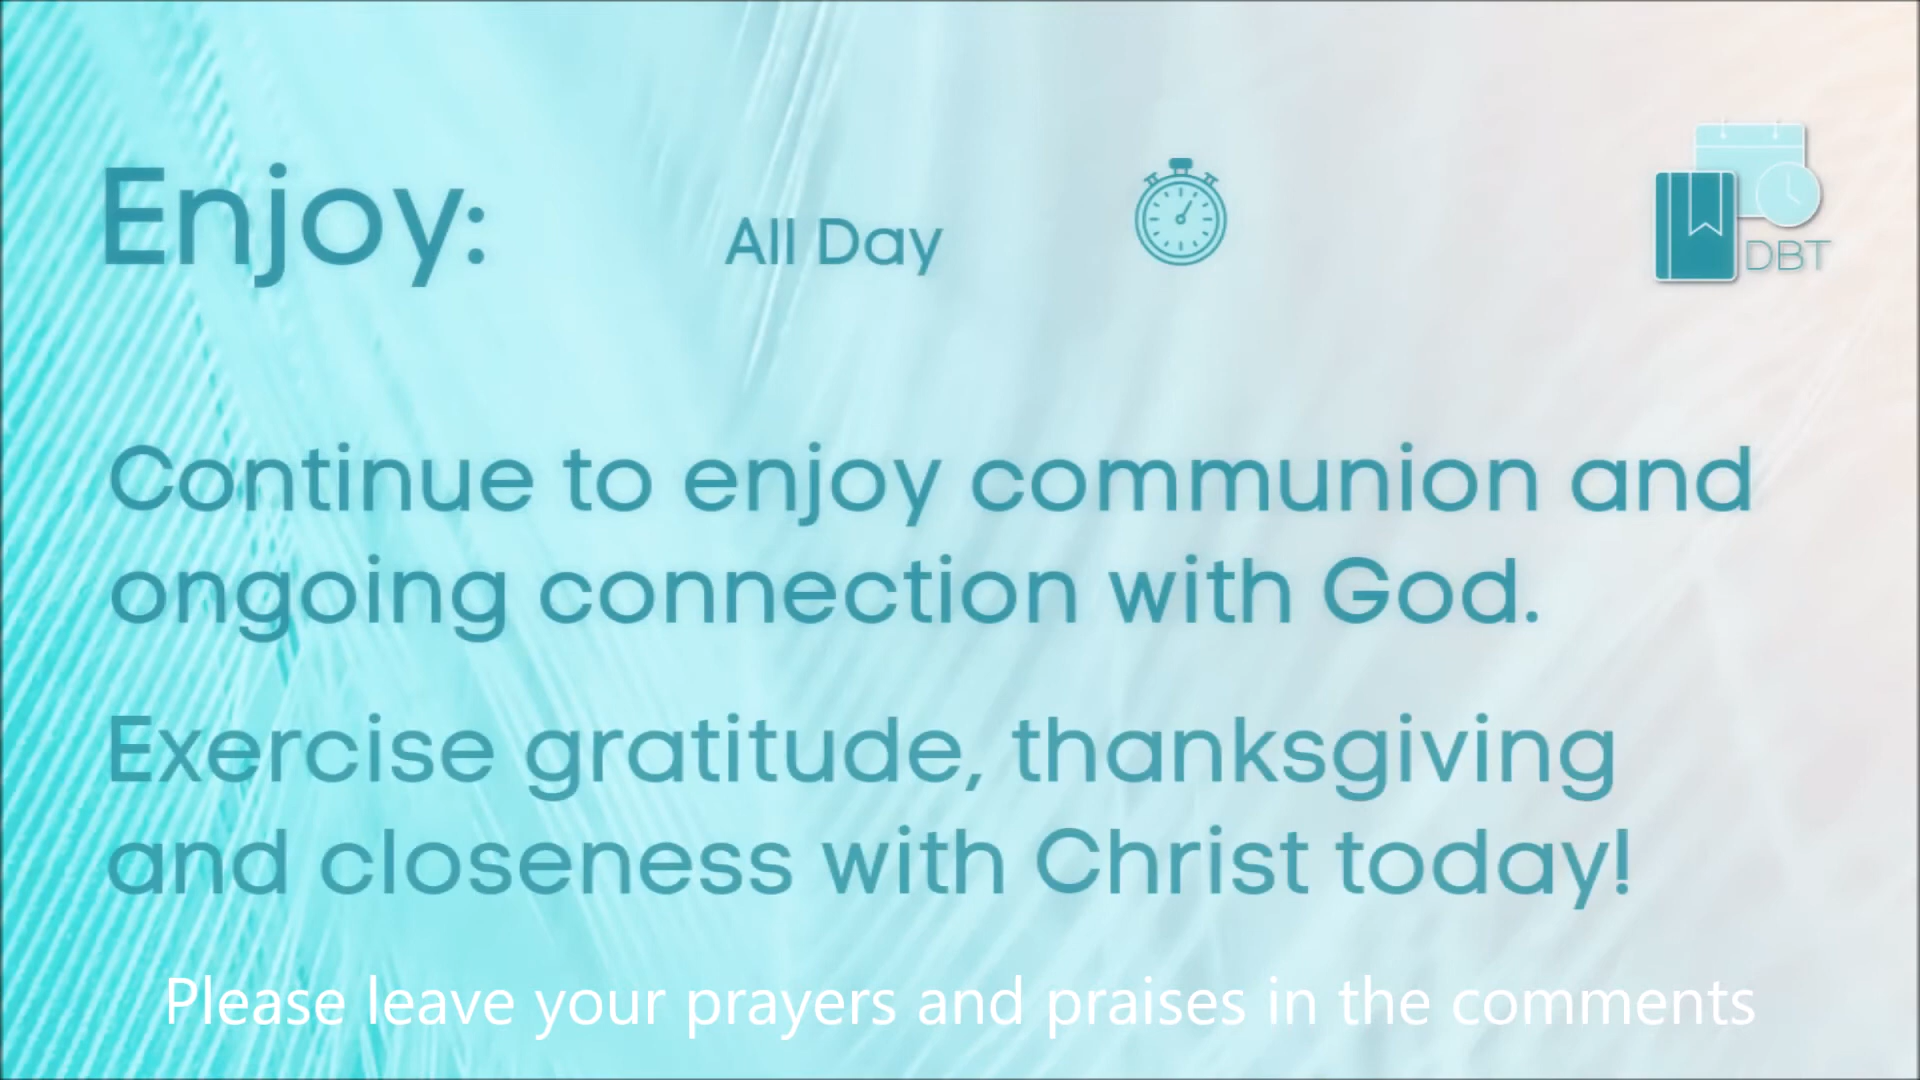 Enjoy:
All Day
DBT
Continue to enjoy communion and
ongoing connection with God.
Exercise gratitude, thanksgiving
and closeness with Christ today!
Please leave your prayers and praises in the comments